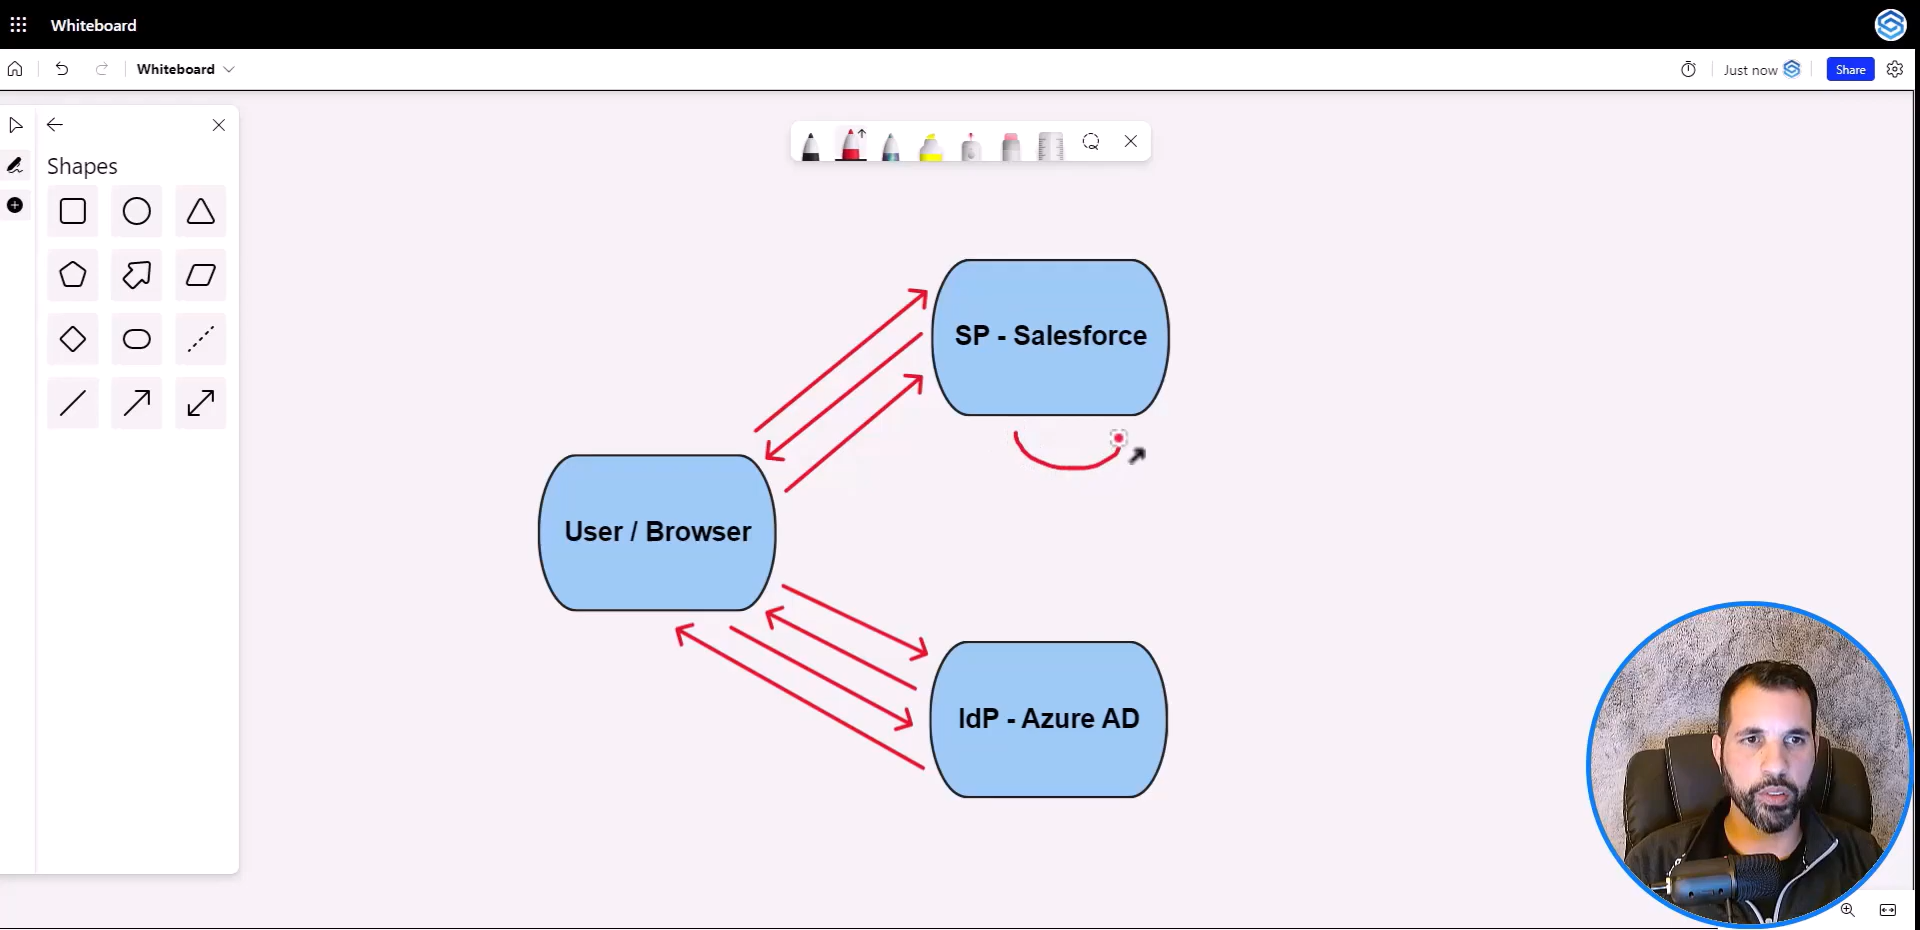 Whiteboard
Whiteboard
Just now
Share
Shapes
SP - Salesforce
User / Browser
IdP - Azure AD